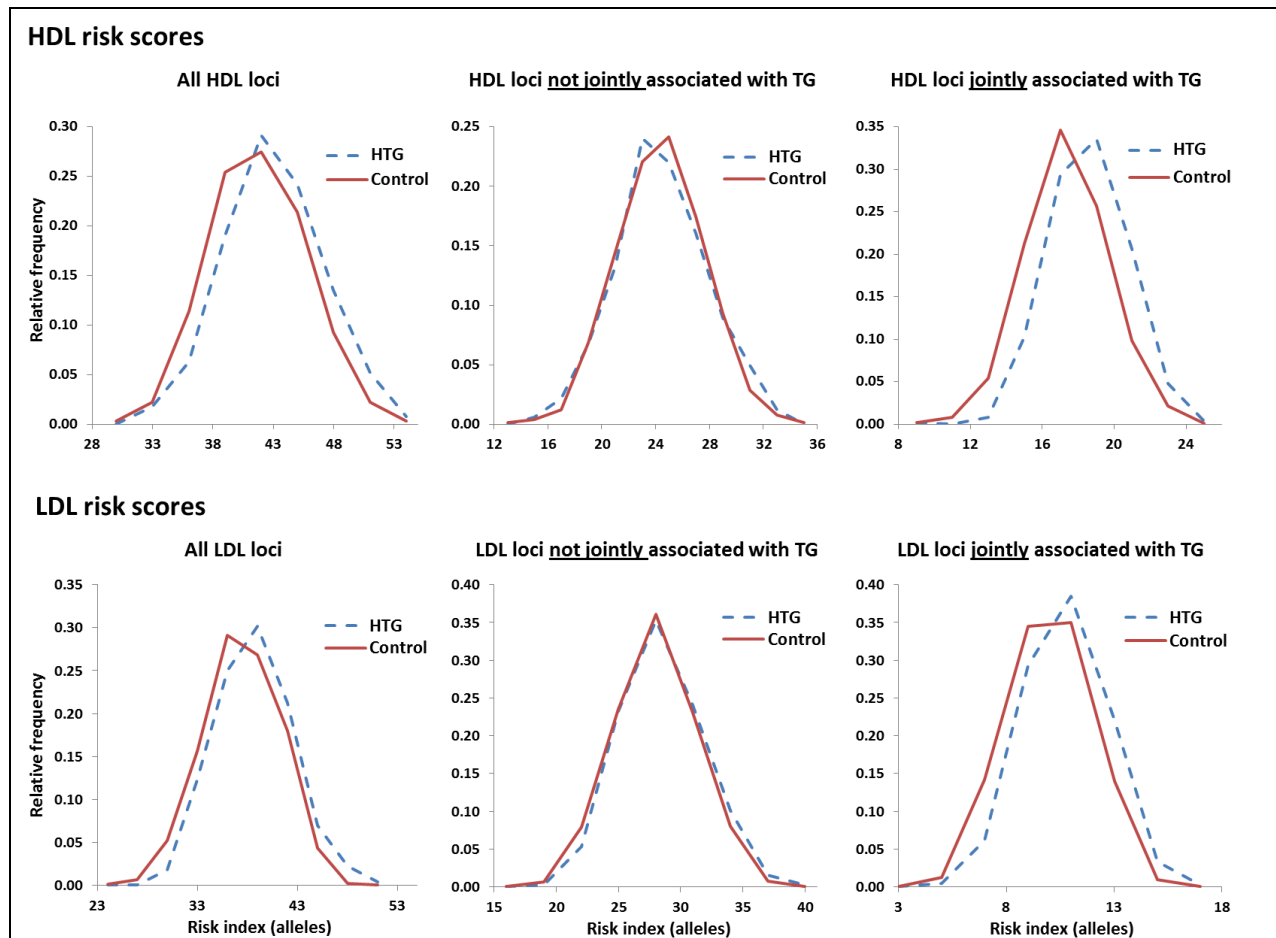 HDL risk scores
All HDL loci
HDL loci not jointly associated with TG
HDL loci jointly associated with TG
Relative frequency
0.30
0.25
0.20
0.15
0.10
0.05
0.00
28 33 38 43 48 53
HTG
Control
0.25
0.20
0.15
0.10
0.05
0.00
12 16 20 24 28 32 36
HTG
Control
0.35
0.30
0.25
0.20
0.15
0.10
0.05
0.00
8 12 16 20 24
HTG
Control
LDL risk scores
All LDL loci
LDL loci not jointly associated with TG
LDL loci jointly associated with TG
Relative frequency
0.35
0.30
0.25
0.20
0.15
0.10
0.05
0.00
23 33 43 53
Risk index (alleles)
HTG
Control
0.40
0.35
0.30
0.25
0.20
0.15
0.10
0.05
0.00
15 20 25 30 35 40
Risk index (alleles)
HTG
Control
0.40
0.35
0.30
0.25
0.20
0.15
0.10
0.05
0.00
3 8 13 18
Risk index (alleles)
HTG
Control